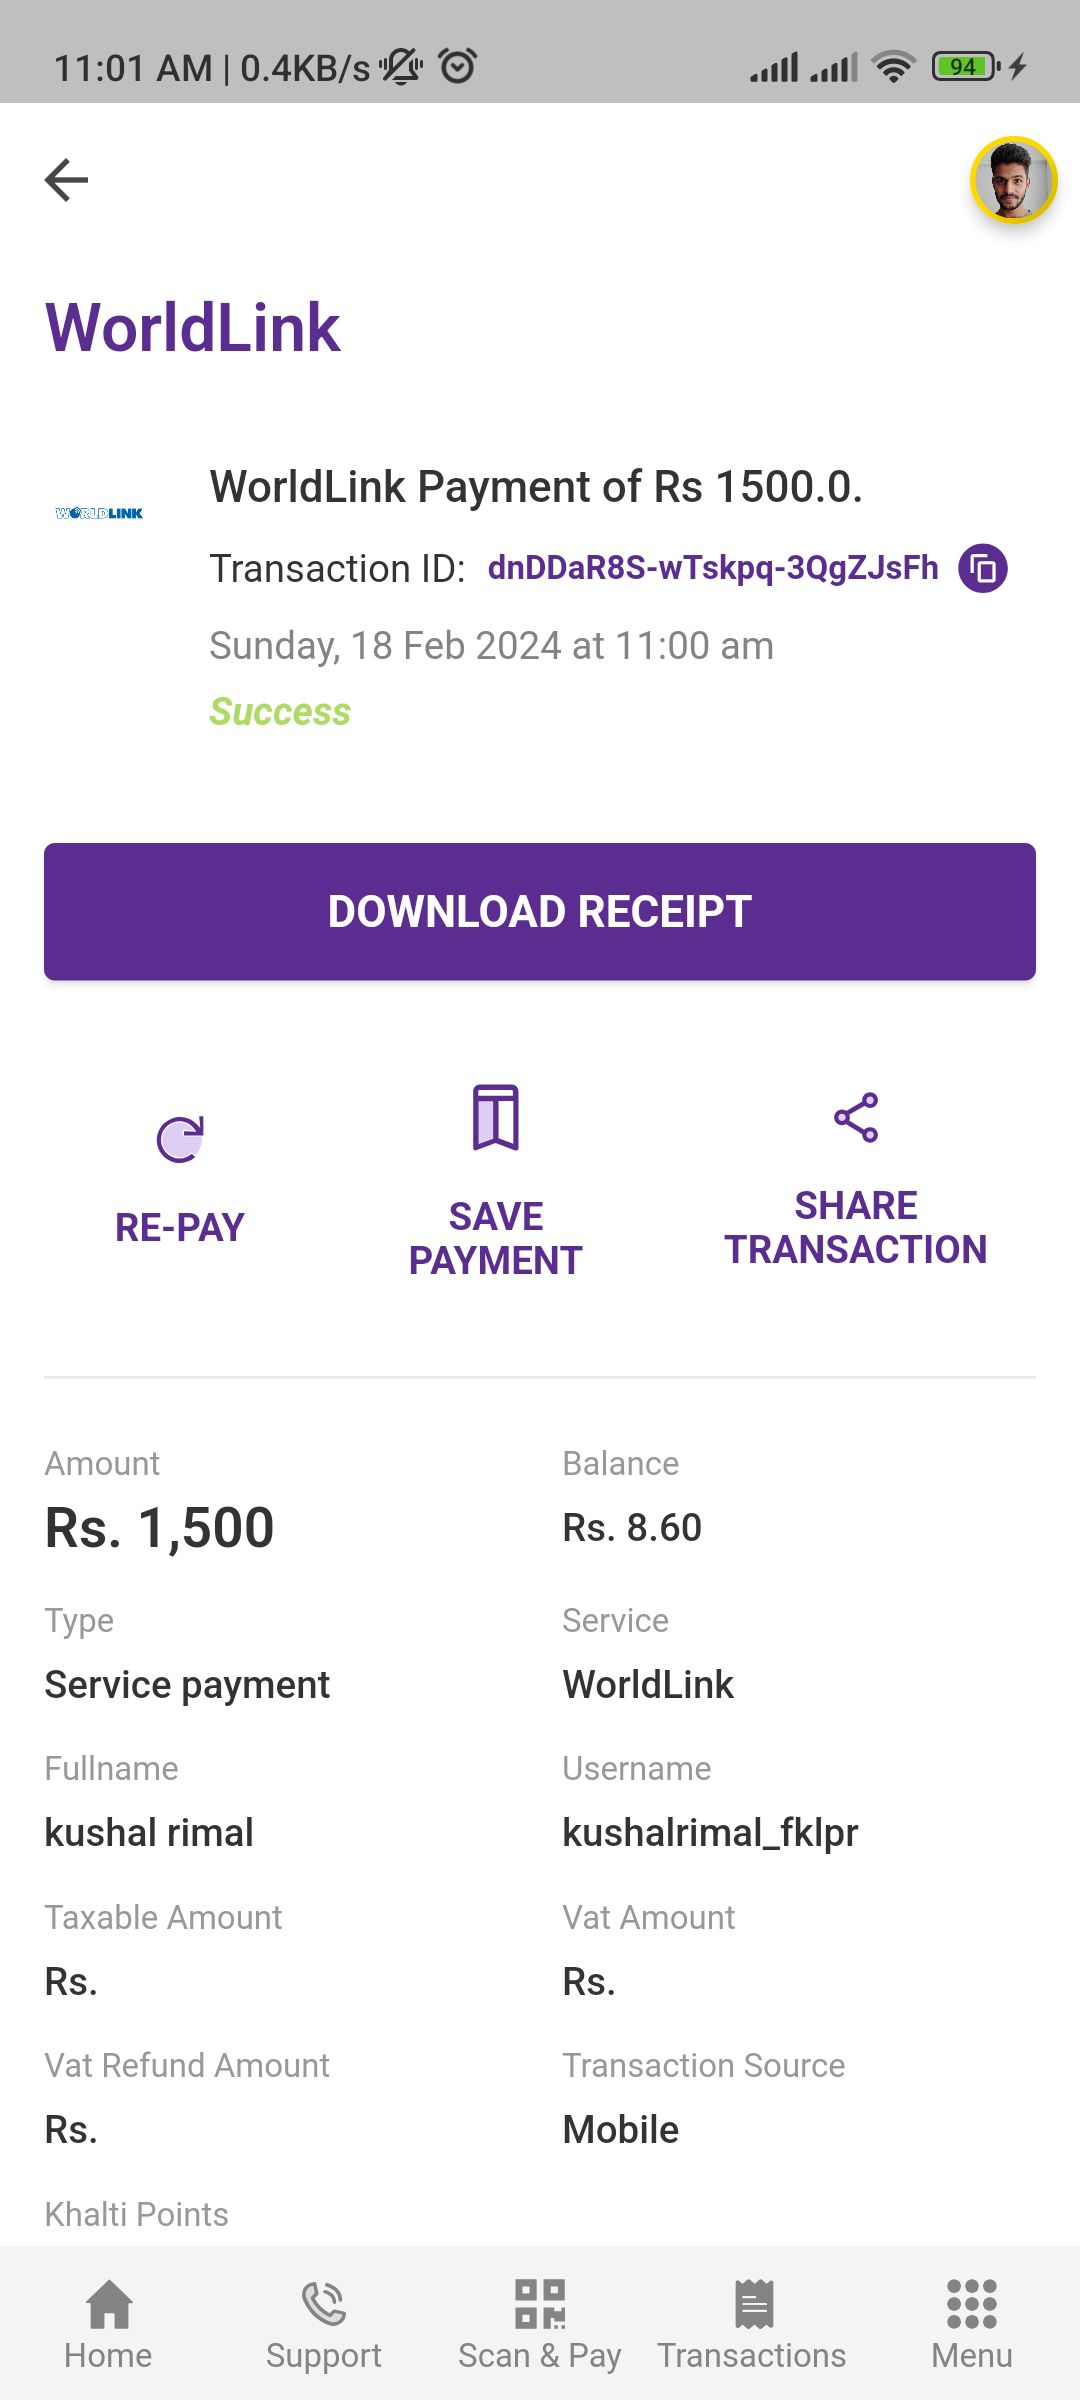 11:01 AM | 0.4KB/s
94
WorldLink
WORLDLINK
WorldLink Payment of Rs 1500.0.
Transaction ID: dnDDaR8S-wTskpq-3QgZJsFh
Sunday, 18 Feb 2024 at 11:00 am
Success
DOWNLOAD RECEIPT
RE-PAY
SAVE
PAYMENT
SHARE
TRANSACTION
Amount
Balance
Rs. 1,500
Rs. 8.60
Type
Service
Service payment
WorldLink
Fullname
Username
kushal rimal
kushalrimal_fklpr
Taxable Amount
Vat Amount
Rs.
Rs.
Vat Refund Amount
Transaction Source
Rs.
Mobile
Khalti Points
Home
Support
Scan & Pay
Transactions
Menu